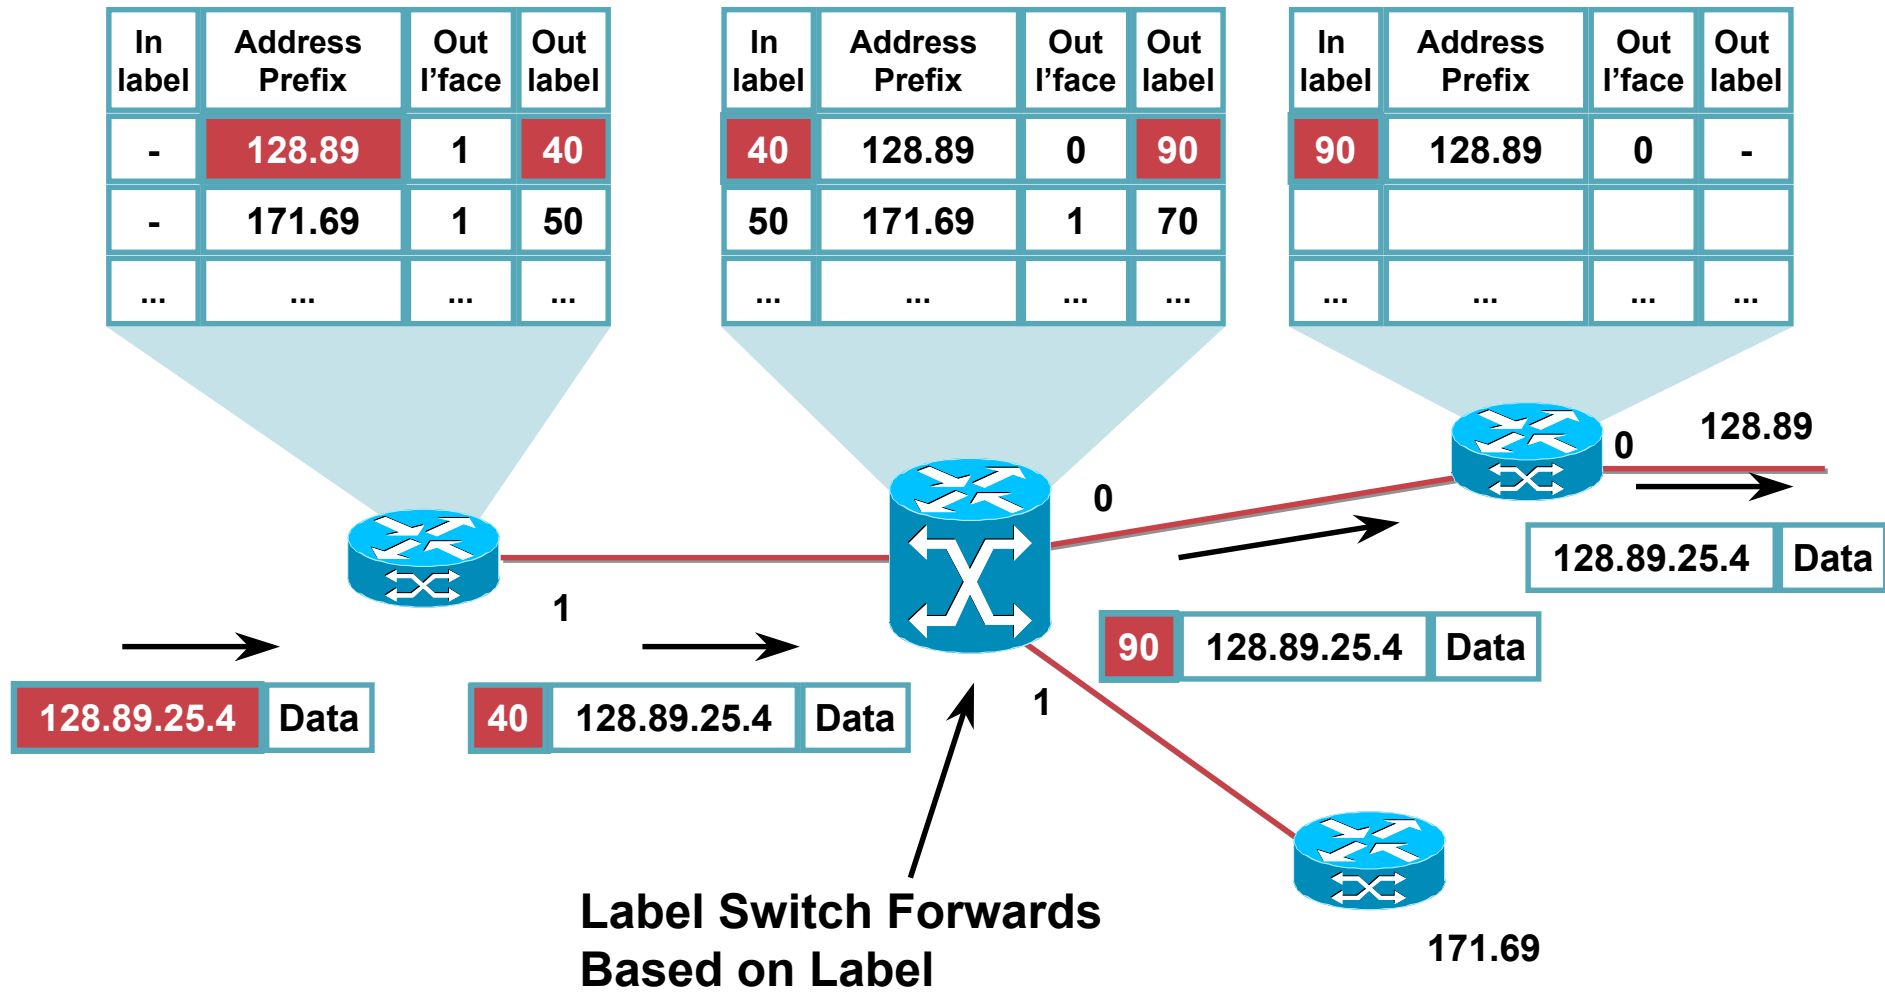 In label Address Prefix Out I'face Out label
- 128.89 1 40
- 171.69 1 50
... ... ... ...
In label Address Prefix Out I'face Out label
40 128.89 0 90
50 171.69 1 70
... ... ... ...
In label Address Prefix Out I'face Out label
90 128.89 0 -
... ... ... ...
0 128.89
0
128.89.25.4 Data
1
90 128.89.25.4 Data
128.89.25.4 Data
40 128.89.25.4 Data
1
Label Switch Forwards
Based on Label
171.69